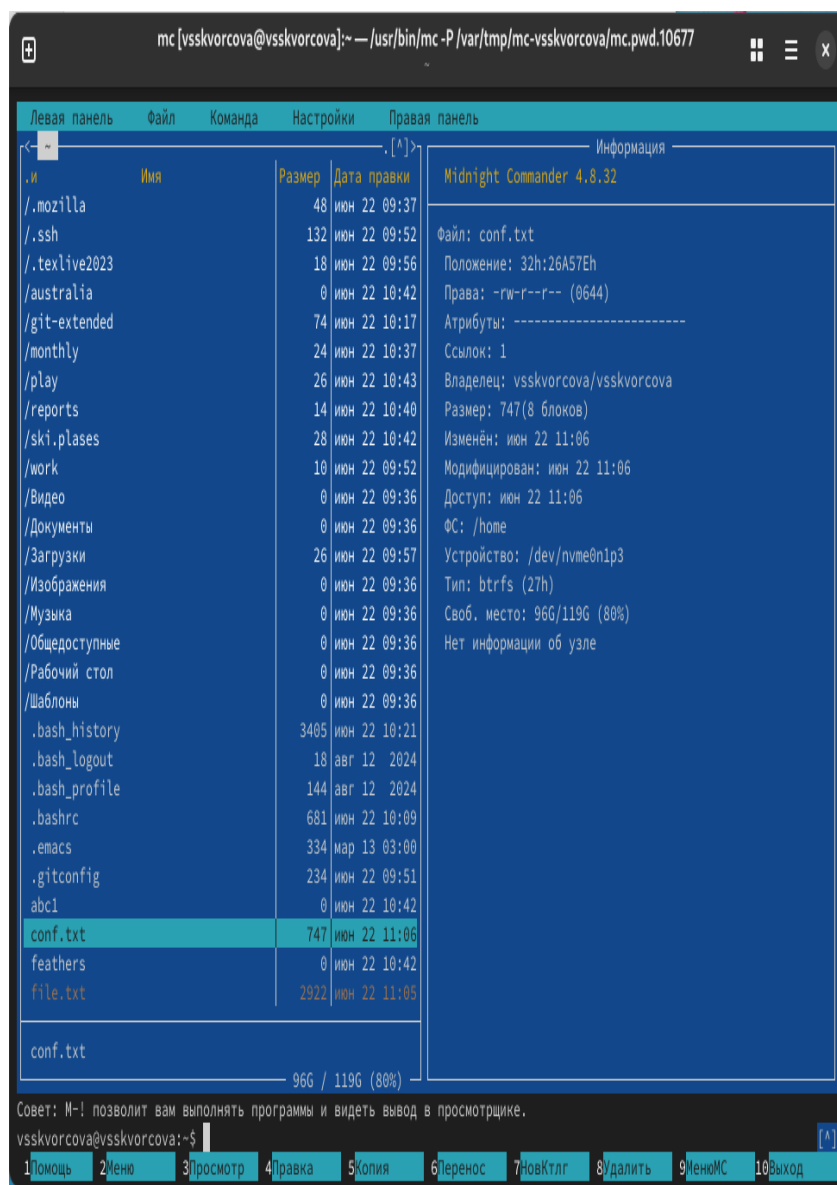 mc [vsskvorcova@vsskvorcova]:~ — /usr/bin/mc -P /var/tmp/mc-vsskvorcova/mc.pwd.10677
~
Левая панель Файл Команда Настройки Правая панель
<- ~ .[^]>
.и Имя Размер Дата правки
/.mozilla 48 июн 22 09:37
/.ssh 132 июн 22 09:52
/.texlive2023 18 июн 22 09:56
/australia 0 июн 22 10:42
/git-extended 74 июн 22 10:17
/monthly 24 июн 22 10:37
/play 26 июн 22 10:43
/reports 14 июн 22 10:40
/ski.plases 28 июн 22 10:42
/work 10 июн 22 09:52
/Видео 0 июн 22 09:36
/Документы 0 июн 22 09:36
/Загрузки 26 июн 22 09:57
/Изображения 0 июн 22 09:36
/Музыка 0 июн 22 09:36
/Общедоступные 0 июн 22 09:36
/Рабочий стол 0 июн 22 09:36
/Шаблоны 0 июн 22 09:36
.bash_history 3405 июн 22 10:21
.bash_logout 18 авг 12 2024
.bash_profile 144 авг 12 2024
.bashrc 681 июн 22 10:09
.emacs 334 мар 13 03:00
.gitconfig 234 июн 22 09:51
abc1 0 июн 22 10:42
conf.txt 747 июн 22 11:06
feathers 0 июн 22 10:42
file.txt 2922 июн 22 11:05
conf.txt
96G / 119G (80%)
Информация
Midnight Commander 4.8.32
Файл: conf.txt
Положение: 32h:26A57Eh
Права: -rw-r--r-- (0644)
Атрибуты: -------------------------
Ссылок: 1
Владелец: vsskvorcova/vsskvorcova
Размер: 747(8 блоков)
Изменён: июн 22 11:06
Модифицирован: июн 22 11:06
Доступ: июн 22 11:06
ФС: /home
Устройство: /dev/nvme0n1p3
Тип: btrfs (27h)
Своб. место: 96G/119G (80%)
Нет информации об узле
Совет: M-! позволит вам выполнять программы и видеть вывод в просмотрщике.
vsskvorcova@vsskvorcova:~$ [^]
1Помощь 2Меню 3Просмотр 4Правка 5Копия 6Перенос 7НовКтлг 8Удалить 9МенюMC 10Выход